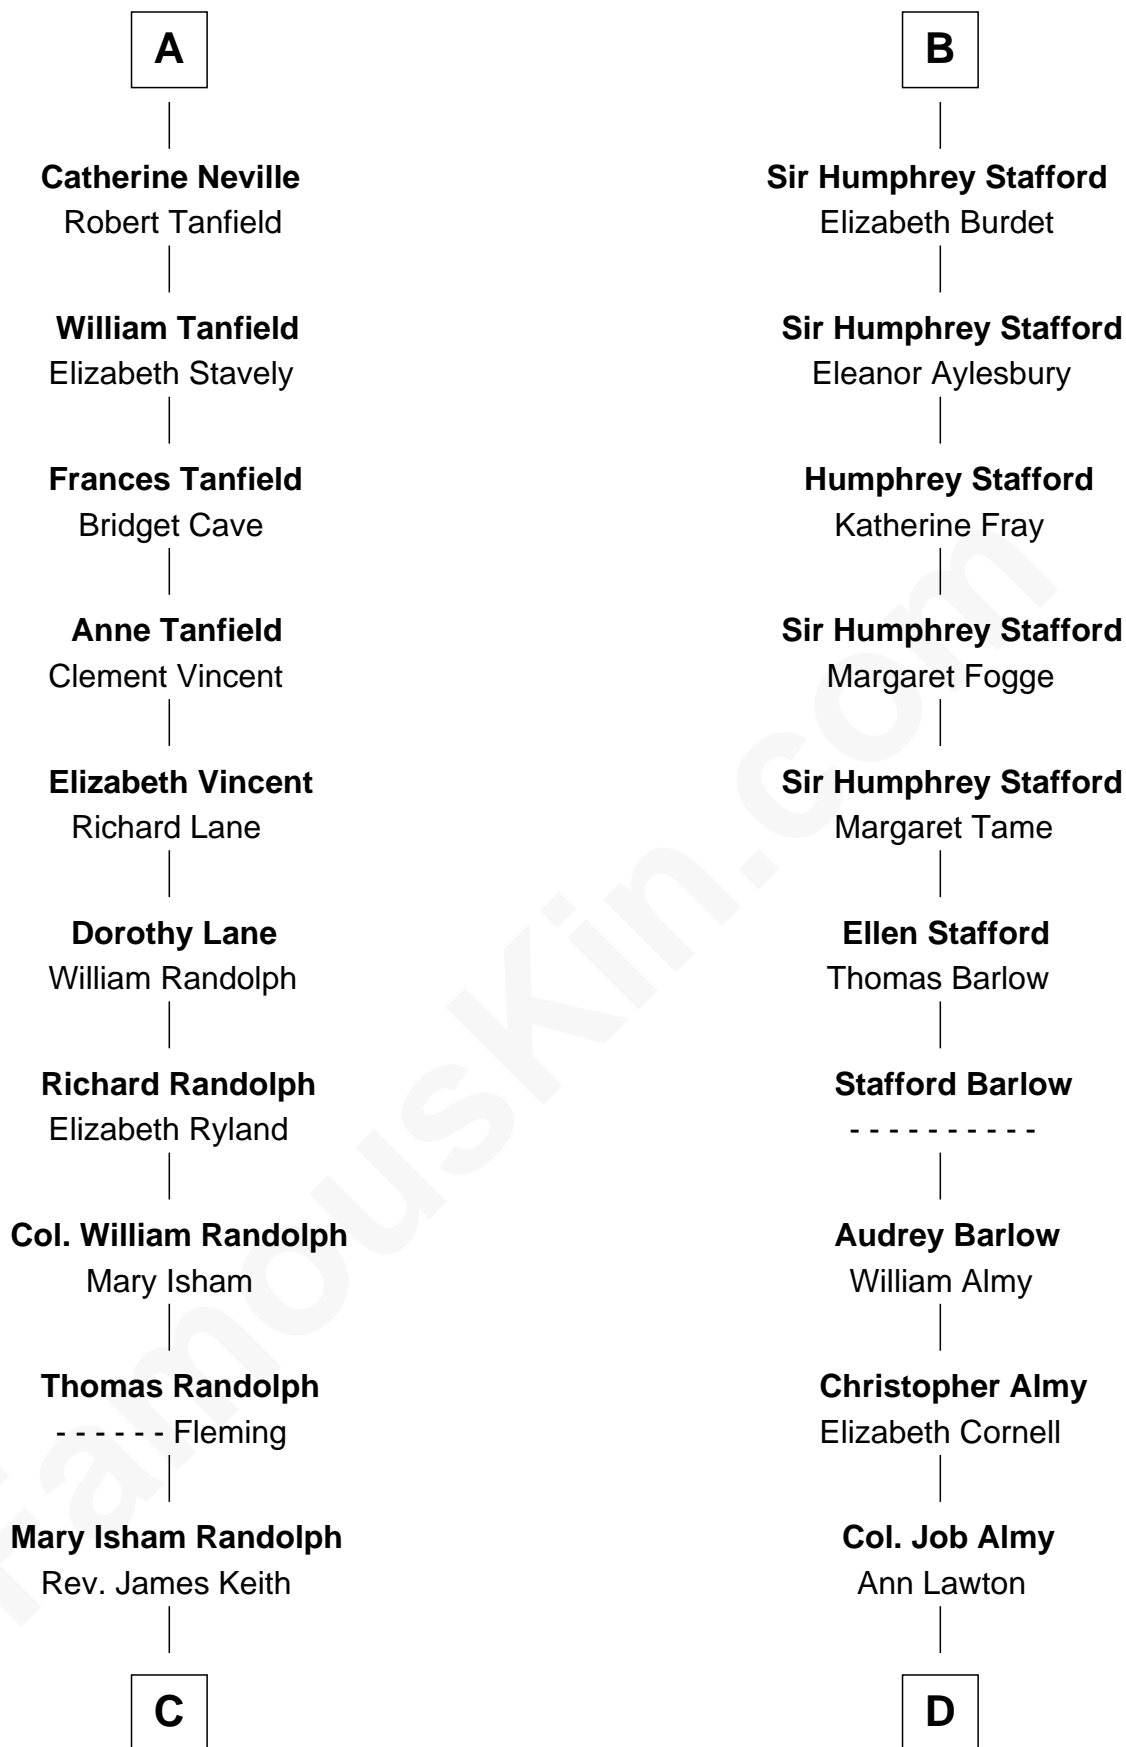 A
Catherine Neville
Robert Tanfield
William Tanfield
Elizabeth Stavely
Frances Tanfield
Bridget Cave
Anne Tanfield
Clement Vincent
Elizabeth Vincent
Richard Lane
Dorothy Lane
William Randolph
Richard Randolph
Elizabeth Ryland
Col. William Randolph
Mary Isham
Thomas Randolph
- - - - - - Fleming
Mary Isham Randolph
Rev. James Keith
C
B
Sir Humphrey Stafford
Elizabeth Burdet
Sir Humphrey Stafford
Eleanor Aylesbury
Humphrey Stafford
Katherine Fray
Sir Humphrey Stafford
Margaret Fogge
Sir Humphrey Stafford
Margaret Tame
Ellen Stafford
Thomas Barlow
Stafford Barlow
- - - - - - - - - -
Audrey Barlow
William Almy
Christopher Almy
Elizabeth Cornell
Col. Job Almy
Ann Lawton
D
FamousKin.com